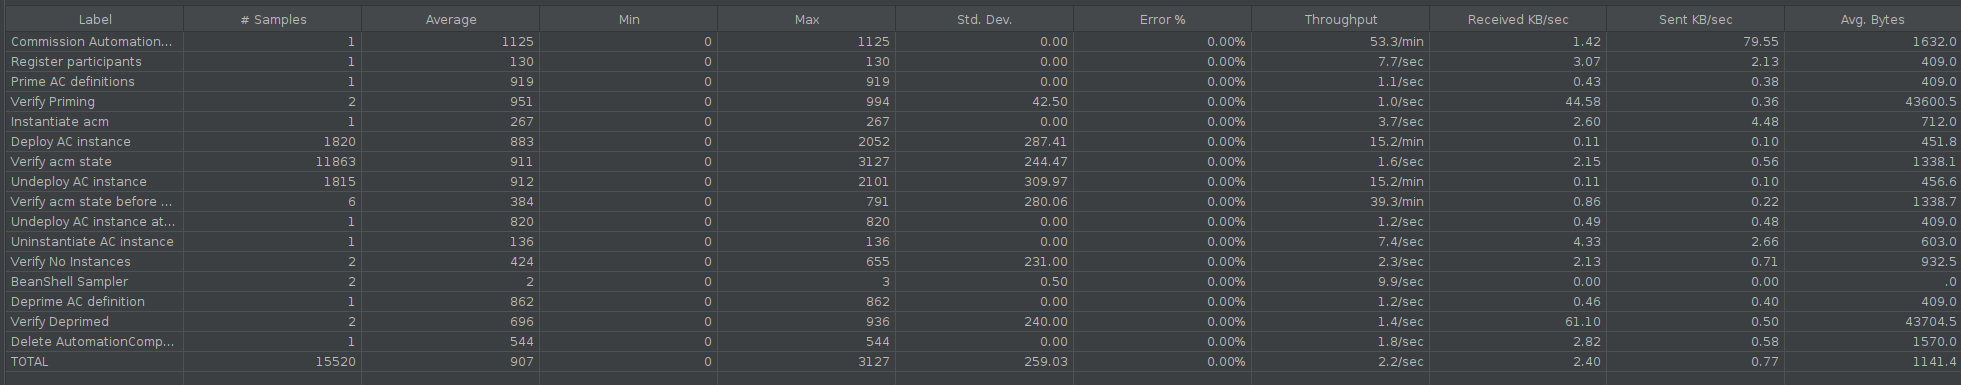 Label # Samples Average Min Max Std. Dev. Error % Throughput Received KB/sec Sent KB/sec Avg. Bytes
Commission Automation... 1 1125 0 1125 0.00 0.00% 53.3/min 1.42 79.55 1632.0
Register participants 1 130 0 130 0.00 0.00% 7.7/sec 3.07 2.13 409.0
Prime AC definitions 1 919 0 919 0.00 0.00% 1.1/sec 0.43 0.38 409.0
Verify Priming 2 951 0 994 42.50 0.00% 1.0/sec 44.58 0.36 43600.5
Instantiate acm 1 267 0 267 0.00 0.00% 3.7/sec 2.60 4.48 712.0
Deploy AC instance 1820 883 0 2052 287.41 0.00% 15.2/min 0.11 0.10 451.8
Verify acm state 11863 911 0 3127 244.47 0.00% 1.6/sec 2.15 0.56 1338.1
Undeploy AC instance 1815 912 0 2101 309.97 0.00% 15.2/min 0.11 0.10 456.6
Verify acm state before ... 6 384 0 791 280.06 0.00% 39.3/min 0.86 0.22 1338.7
Undeploy AC instance at... 1 820 0 820 0.00 0.00% 1.2/sec 0.49 0.48 409.0
Uninstantiate AC instance 1 136 0 136 0.00 0.00% 7.4/sec 4.33 2.66 603.0
Verify No Instances 2 424 0 655 231.00 0.00% 2.3/sec 2.13 0.71 932.5
BeanShell Sampler 2 2 0 3 0.50 0.00% 9.9/sec 0.00 0.00 .0
Deprime AC definition 1 862 0 862 0.00 0.00% 1.2/sec 0.46 0.40 409.0
Verify Deprimed 2 696 0 936 240.00 0.00% 1.4/sec 61.10 0.50 43704.5
Delete AutomationComp... 1 544 0 544 0.00 0.00% 1.8/sec 2.82 0.58 1570.0
TOTAL 15520 907 0 3127 259.03 0.00% 2.2/sec 2.40 0.77 1141.4